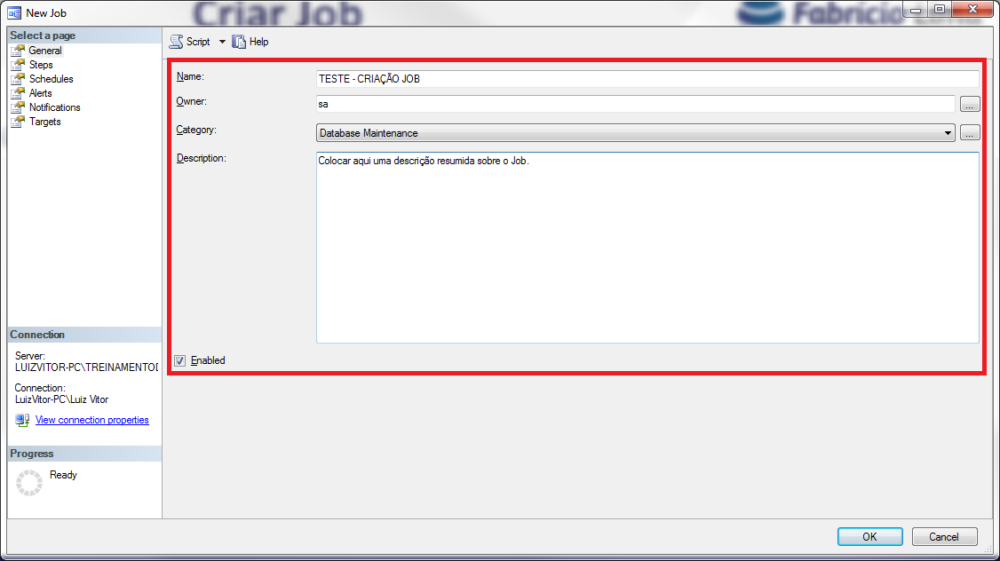 Criar Job
Fabrício
New Job
Select a page
General
Steps
Schedules
Alerts
Notifications
Targets
Script
Help
Name:
TESTE - CRIAÇÃO JOB
Owner:
sa
...
Category:
Database Maintenance
...
Description:
Colocar aqui uma descrição resumida sobre o Job.
Enabled
Connection
Server:
LUIZVITOR-PC\TREINAMENTO
Connection:
LuizVitor-PC\Luiz Vitor
View connection properties
Progress
Ready
OK
Cancel